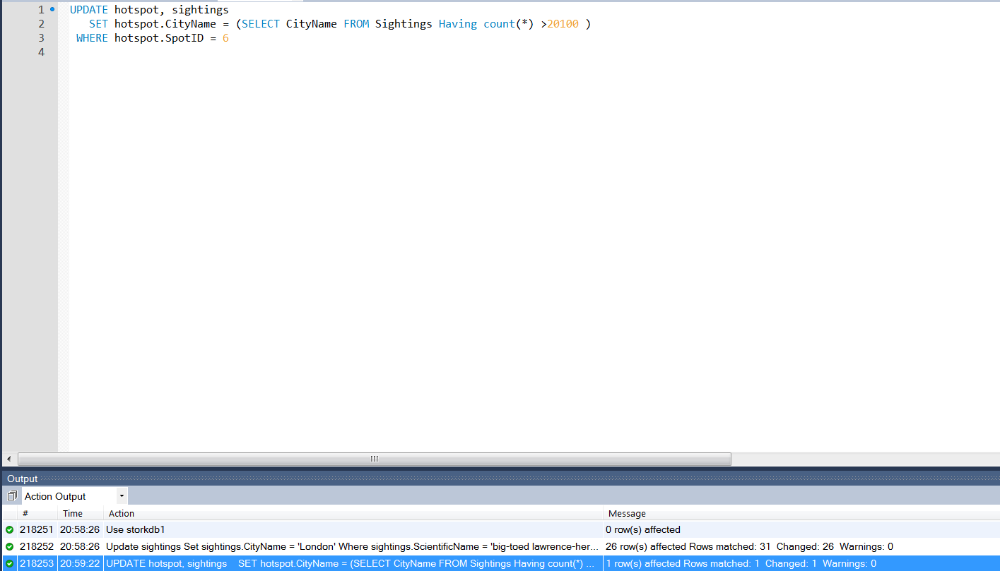 1 UPDATE hotspot, sightings
2 SET hotspot.CityName = (SELECT CityName FROM Sightings Having count(*) >20100 )
3 WHERE hotspot.SpotID = 6
4
Output
Action Output
# Time Action Message
218251 20:58:26 Use storkdb1 0 row(s) affected
218252 20:58:26 Update sightings Set sightings.CityName = 'London' Where sightings.ScientificName = 'big-toed lawrence-her... 26 row(s) affected Rows matched: 31 Changed: 26 Warnings: 0
218253 20:59:22 UPDATE hotspot, sightings SET hotspot.CityName = (SELECT CityName FROM Sightings Having count(*) ... 1 row(s) affected Rows matched: 1 Changed: 1 Warnings: 0